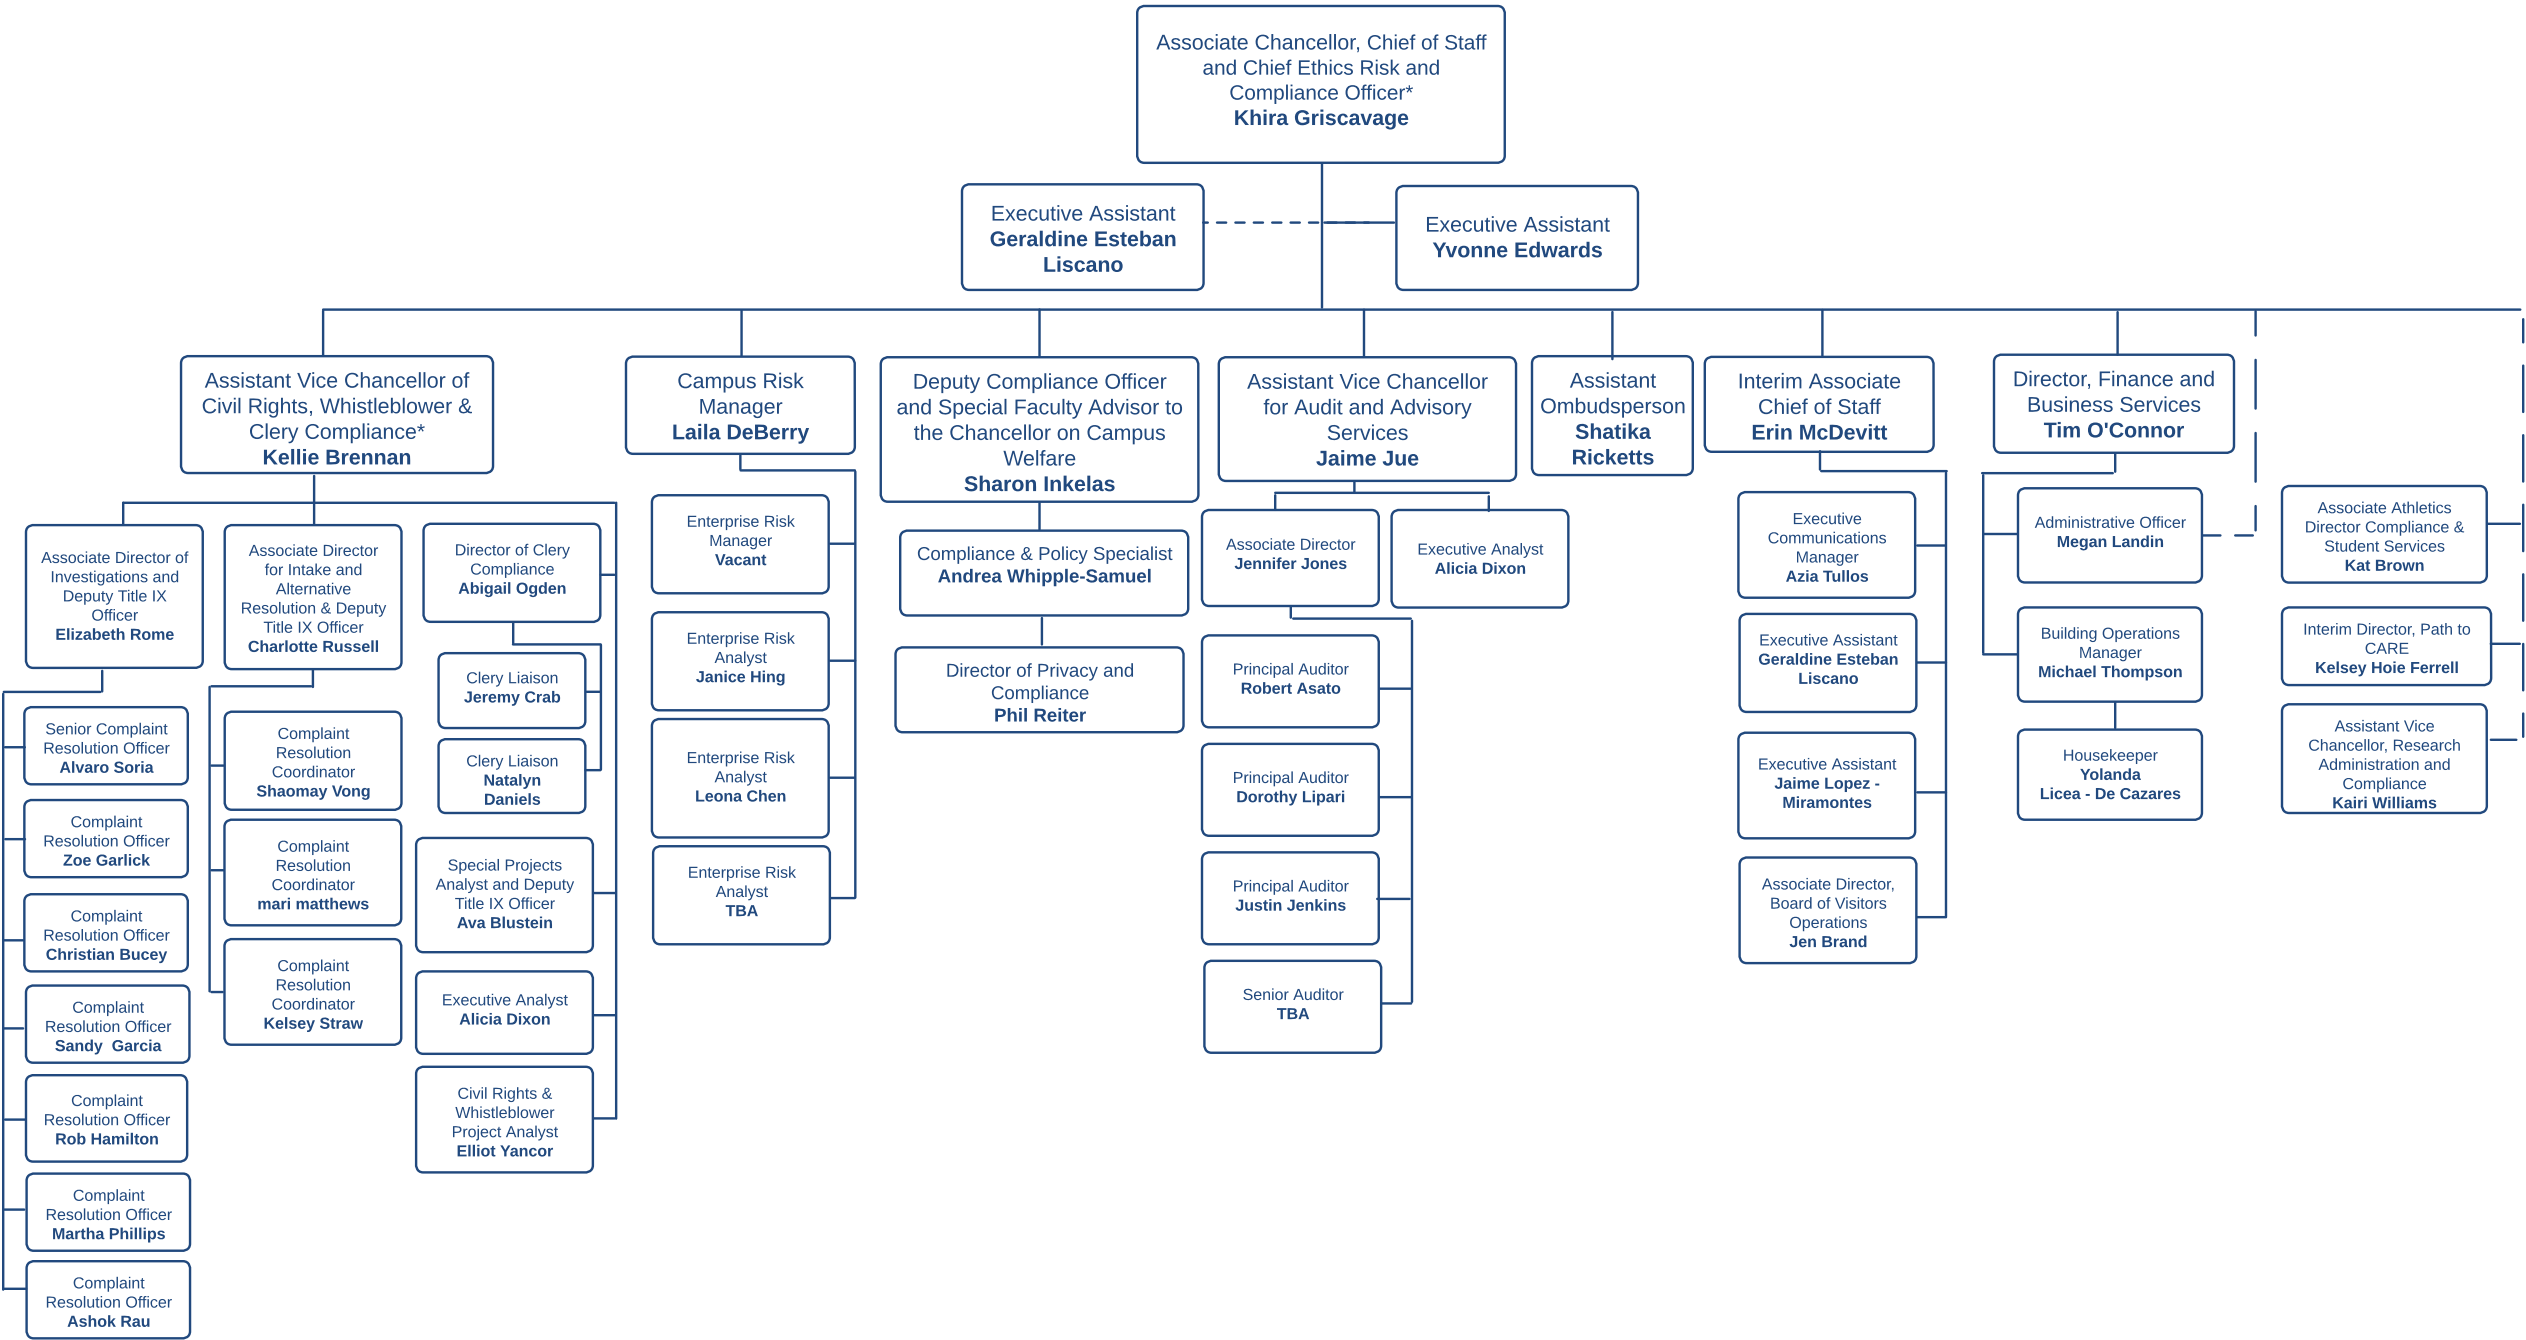 Associate Chancellor, Chief of Staff
and Chief Ethics Risk and
Compliance Officer*
Khira Griscavage
Executive Assistant
Geraldine Esteban
Liscano
Executive Assistant
Yvonne Edwards
Assistant Vice Chancellor of
Civil Rights, Whistleblower &
Clery Compliance*
Kellie Brennan
Campus Risk
Manager
Laila DeBerry
Deputy Compliance Officer
and Special Faculty Advisor to
the Chancellor on Campus
Welfare
Sharon Inkelas
Assistant Vice Chancellor
for Audit and Advisory
Services
Jaime Jue
Assistant
Ombudsperson
Shatika
Ricketts
Interim Associate
Chief of Staff
Erin McDevitt
Director, Finance and
Business Services
Tim O'Connor
Associate Director of
Investigations and
Deputy Title IX
Officer
Elizabeth Rome
Senior Complaint
Resolution Officer
Alvaro Soria
Complaint
Resolution Officer
Zoe Garlick
Complaint
Resolution Officer
Christian Bucey
Complaint
Resolution Officer
Sandy  Garcia
Complaint
Resolution Officer
Rob Hamilton
Complaint
Resolution Officer
Martha Phillips
Complaint
Resolution Officer
Ashok Rau
Associate Director
for Intake and
Alternative
Resolution & Deputy
Title IX Officer
Charlotte Russell
Complaint
Resolution
Coordinator
Shaomay Vong
Complaint
Resolution
Coordinator
mari matthews
Complaint
Resolution
Coordinator
Kelsey Straw
Director of Clery
Compliance
Abigail Ogden
Clery Liaison
Jeremy Crab
Clery Liaison
Natalyn
Daniels
Special Projects
Analyst and Deputy
Title IX Officer
Ava Blustein
Executive Analyst
Alicia Dixon
Civil Rights &
Whistleblower
Project Analyst
Elliot Yancor
Enterprise Risk
Manager
Vacant
Enterprise Risk
Analyst
Janice Hing
Enterprise Risk
Analyst
Leona Chen
Enterprise Risk
Analyst
TBA
Compliance & Policy Specialist
Andrea Whipple-Samuel
Director of Privacy and
Compliance
Phil Reiter
Associate Director
Jennifer Jones
Executive Analyst
Alicia Dixon
Principal Auditor
Robert Asato
Principal Auditor
Dorothy Lipari
Principal Auditor
Justin Jenkins
Senior Auditor
TBA
Executive
Communications
Manager
Azia Tullos
Executive Assistant
Geraldine Esteban
Liscano
Executive Assistant
Jaime Lopez -
Miramontes
Associate Director,
Board of Visitors
Operations
Jen Brand
Administrative Officer
Megan Landin
Building Operations
Manager
Michael Thompson
Housekeeper
Yolanda
Licea - De Cazares
Associate Athletics
Director Compliance &
Student Services
Kat Brown
Interim Director, Path to
CARE
Kelsey Hoie Ferrell
Assistant Vice
Chancellor, Research
Administration and
Compliance
Kairi Williams